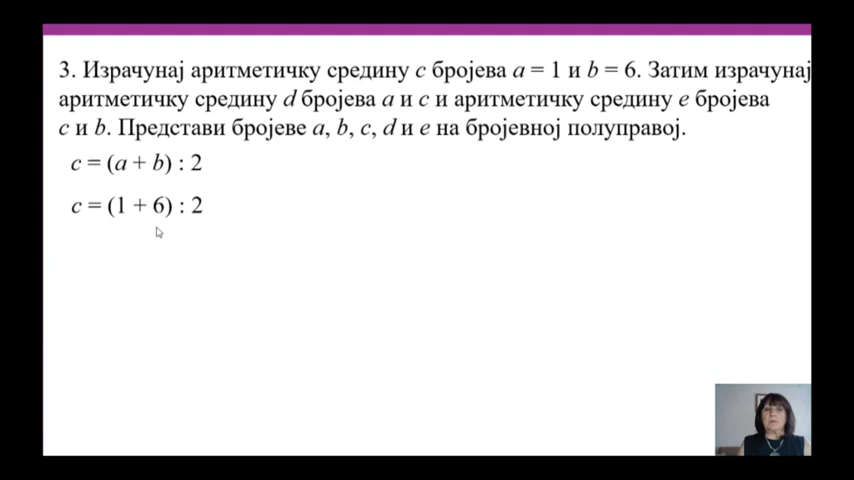 3. Израчунај аритметичку средину c бројева a = 1 и b = 6. Затим израчунај
аритметичку средину d бројева a и c и аритметичку средину e бројева
c и b. Представи бројеве a, b, c, d и e на бројевној полуправој.
c = (a + b) : 2
c = (1 + 6) : 2